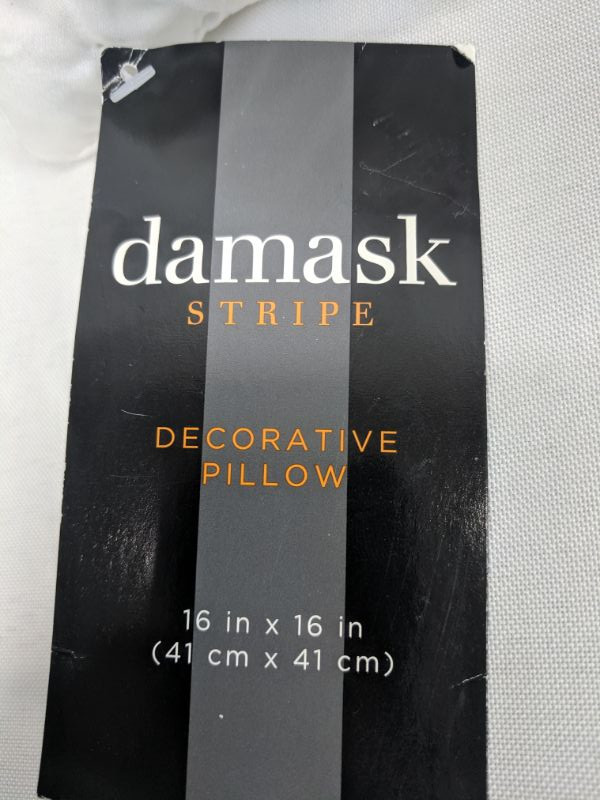 damask
STRIPE
DECORATIVE
PILLOW
16 in x 16 in
(41 cm x 41 cm)